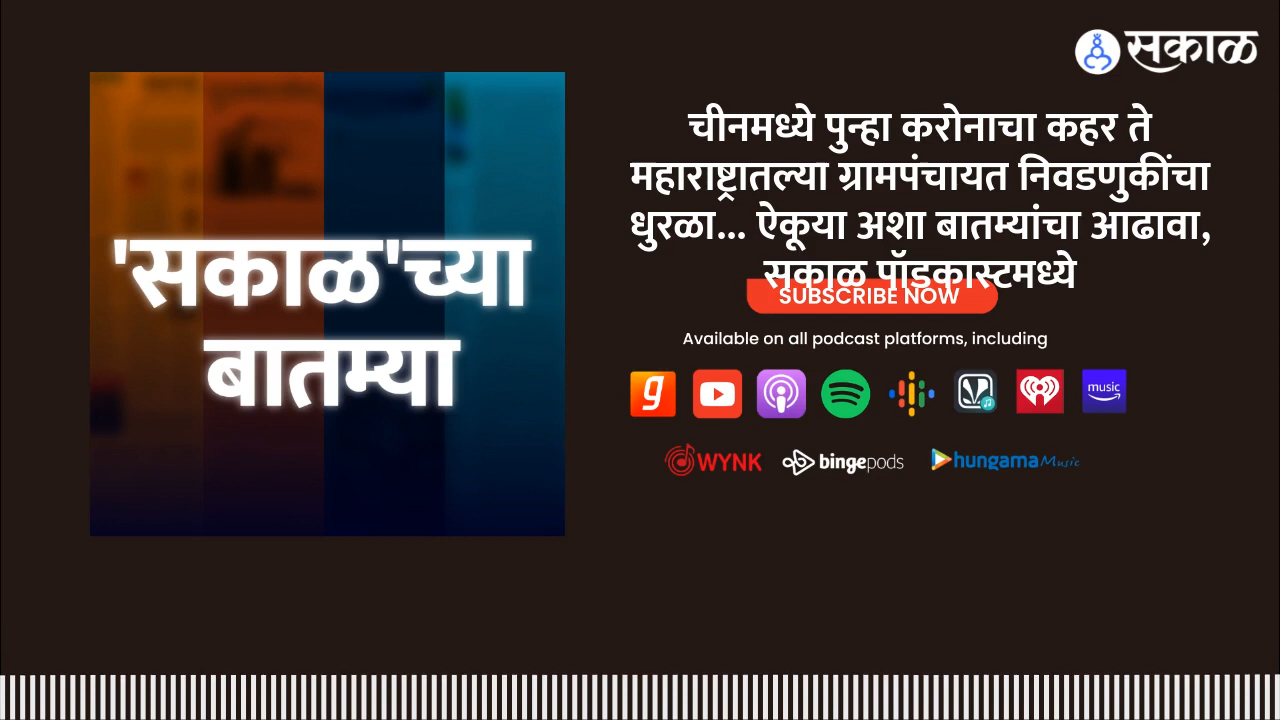 सकाळ
'सकाळ'च्या
बातम्या
चीनमध्ये पुन्हा करोनाचा कहर ते
महाराष्ट्रातल्या ग्रामपंचायत निवडणुकींचा
धुरळा... ऐकूया अशा बातम्यांचा आढावा,
सकाळ पॉडकास्टमध्ये
SUBSCRIBE NOW
Available on all podcast platforms, including
music
WYNK
bingepods
hungama Music